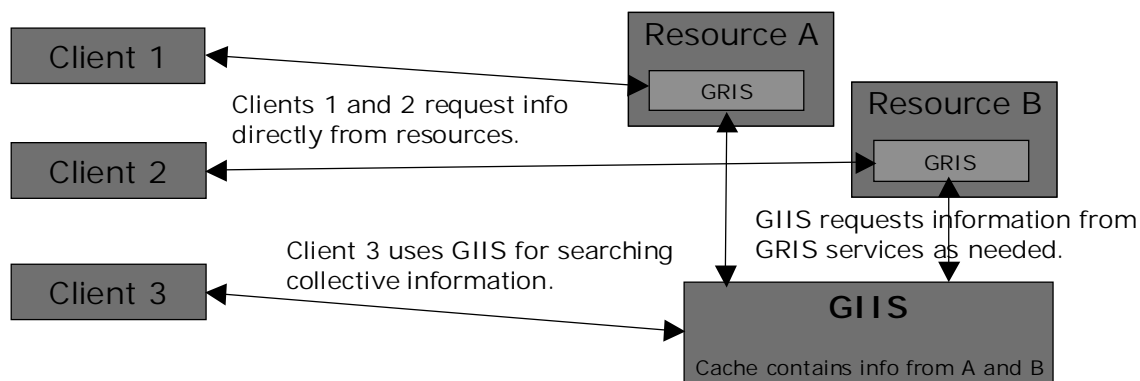 Client 1
Resource A
GRIS
Clients 1 and 2 request info
directly from resources.
Resource B
GRIS
Client 2
GIIS requests information from
GRIS services as needed.
Client 3 uses GIIS for searching
collective information.
Client 3
GIIS
Cache contains info from A and B